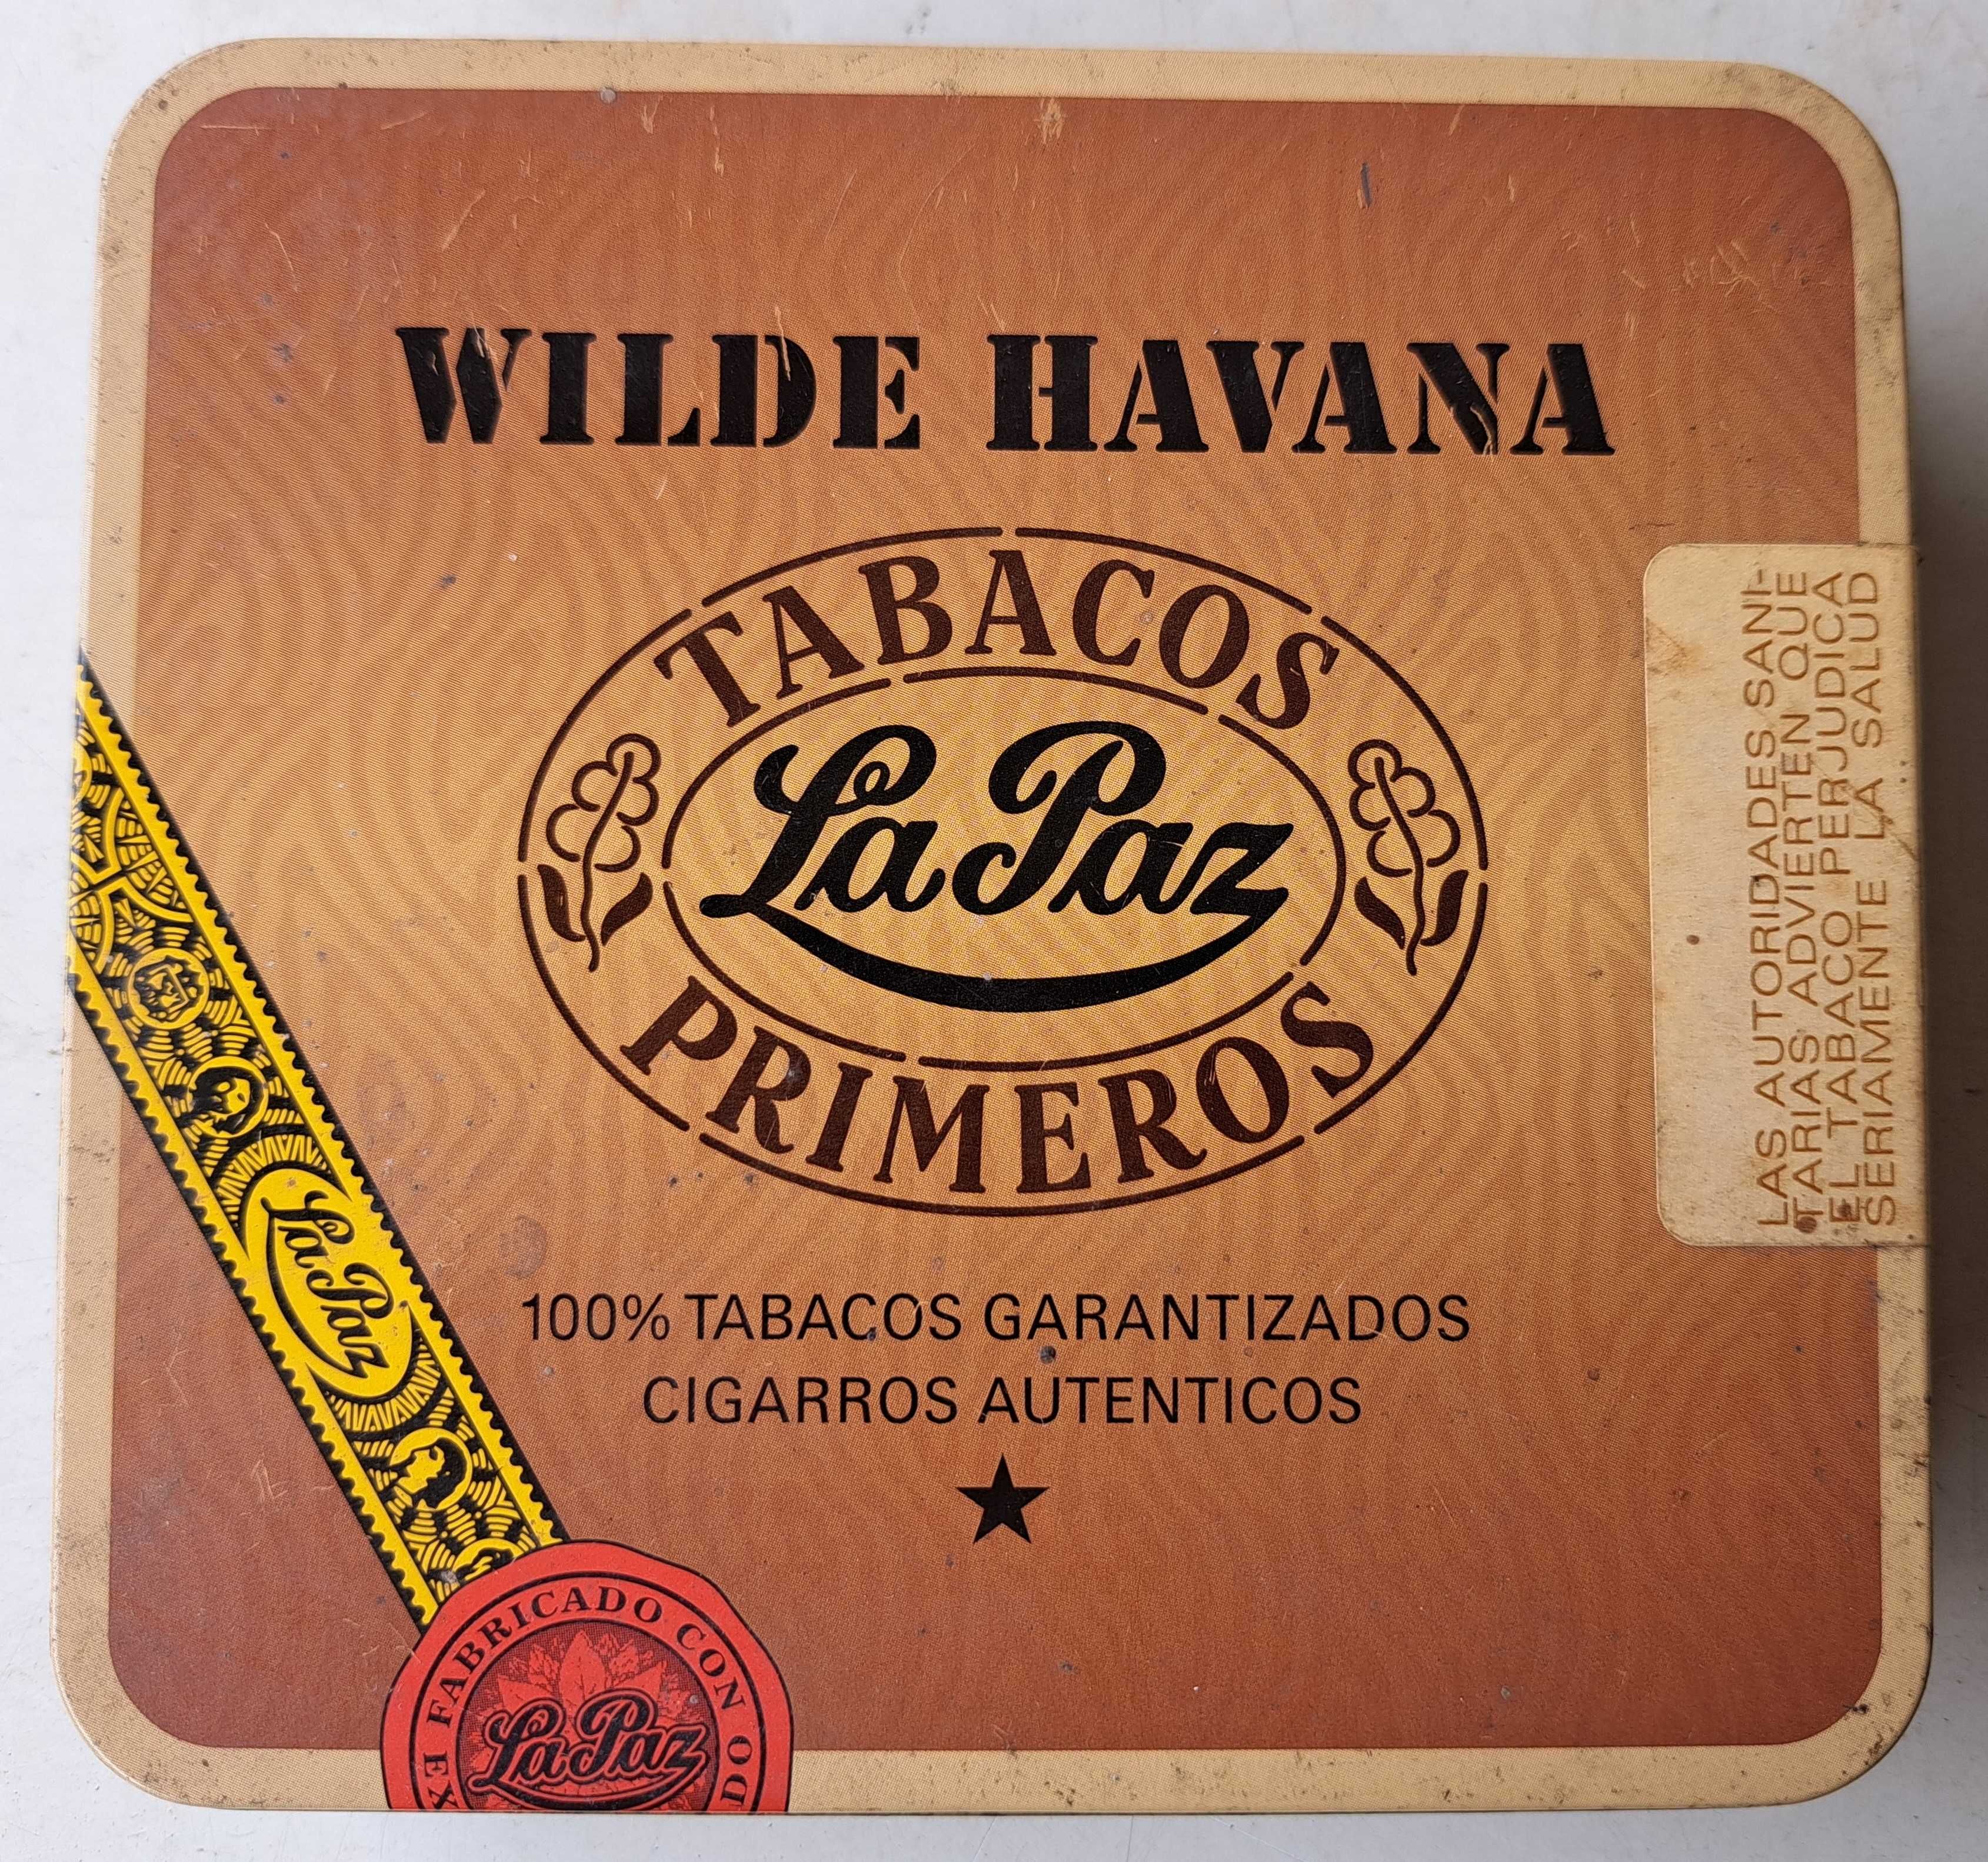 WILDE HAVANA
TABACOS
La Paz
PRIMEROS
100% TABACOS GARANTIZADOS
CIGARROS AUTENTICOS
LAS AUTORIDADES SANI-
TARIAS ADVIERTEN QUE
EL TABACO PERJUDICA
SERIAMENTE LA SALUD
La Paz
FABRICADO CON
La Paz